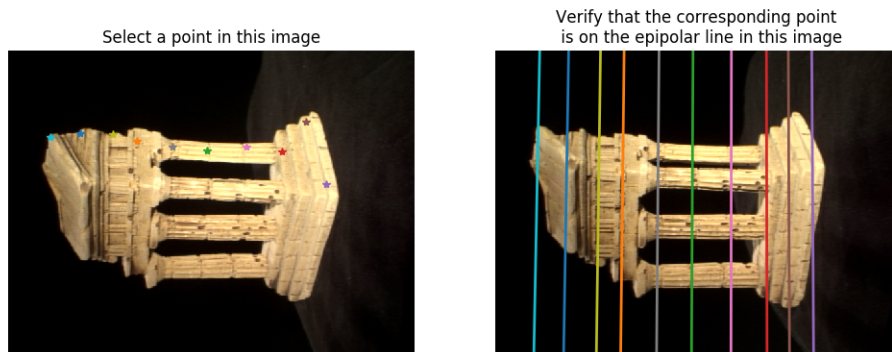 Select a point in this image
Verify that the corresponding point
is on the epipolar line in this image